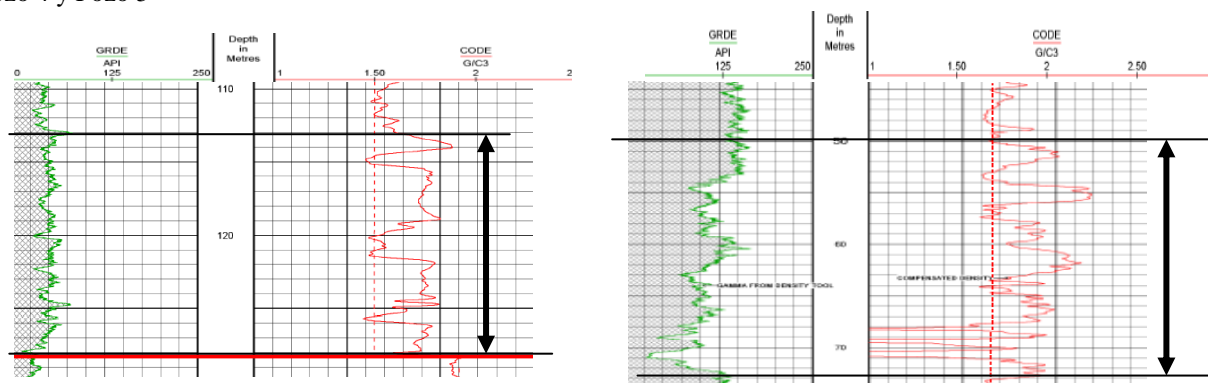 Depth
in
Metres
GRDE
API
0 125 250
CODE
G/C3
1 1.50 2 2
110
120
Depth
in
Metres
GRDE
API
125 250
CODE
G/C3
1 1.50 2 2.50
60
70
GAMMA FROM DENSITY TOOL
COMPENSATED DENSITY